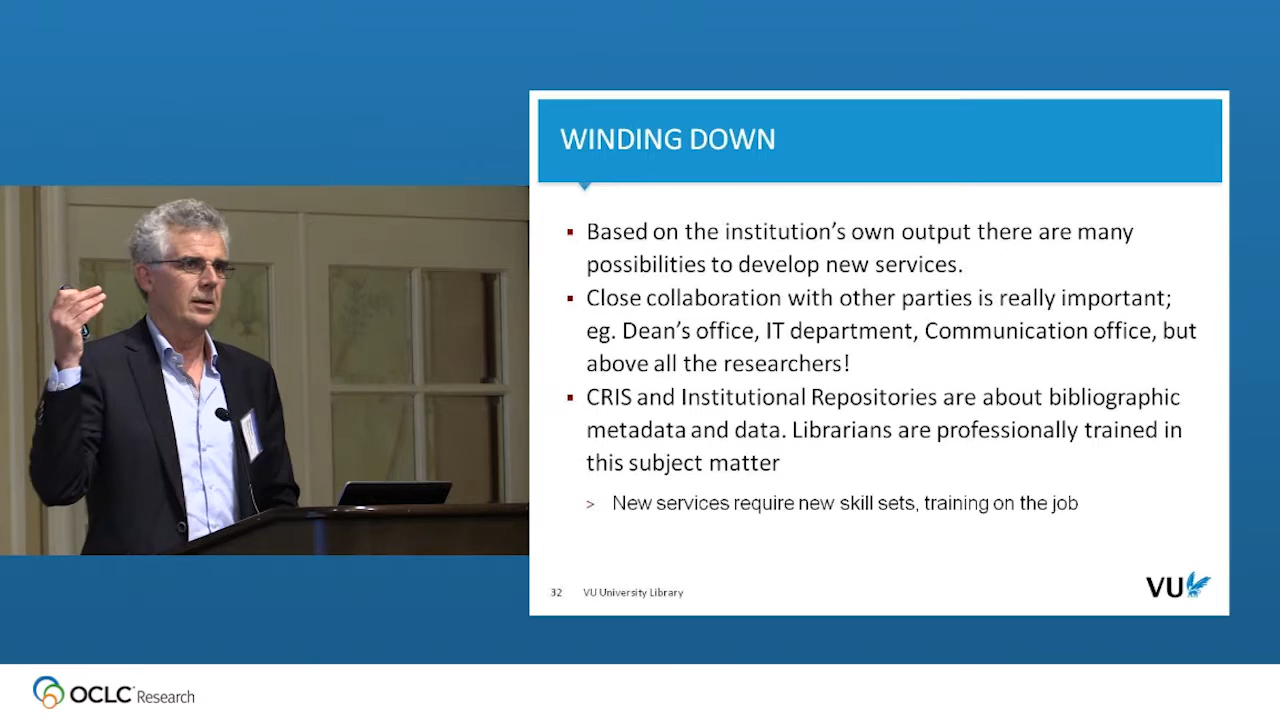 WINDING DOWN
Based on the institution’s own output there are many
possibilities to develop new services.
Close collaboration with other parties is really important;
eg. Dean’s office, IT department, Communication office, but
above all the researchers!
CRIS and Institutional Repositories are about bibliographic
metadata and data. Librarians are professionally trained in
this subject matter
> New services require new skill sets, training on the job
32 VU University Library
VU
OCLC Research